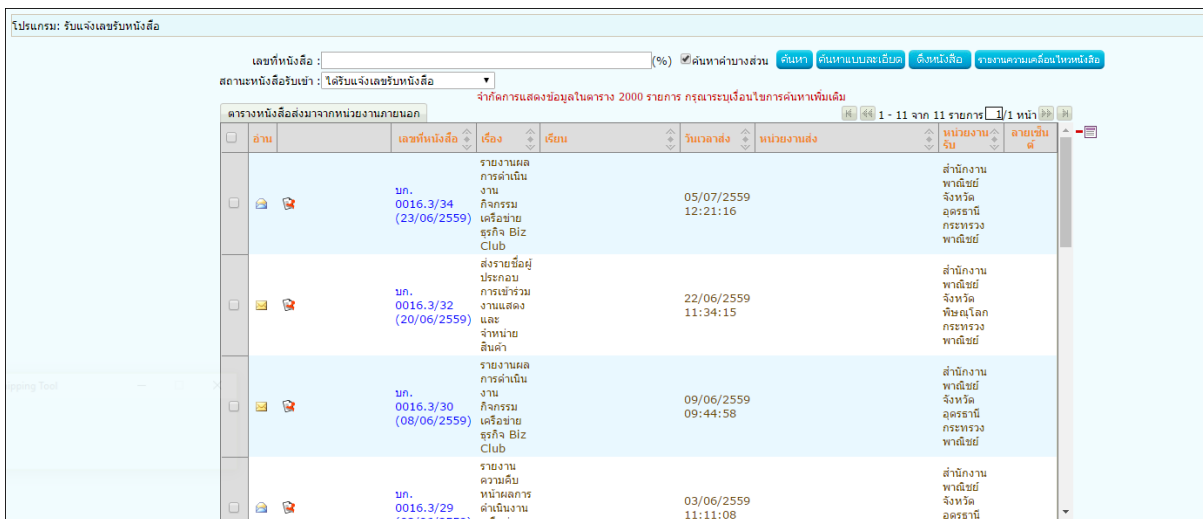 โปรแกรม: รับแจ้งเลขรับหนังสือ
เลขที่หนังสือ : (%) ค้นหาคำบางส่วน ค้นหา ค้นหาแบบละเอียด ดึงหนังสือ รายงานความเคลื่อนไหวหนังสือ
สถานะหนังสือรับเข้า : ได้รับแจ้งเลขรับหนังสือ
จำกัดการแสดงข้อมูลในตาราง 2000 รายการ กรุณาระบุเงื่อนไขการค้นหาเพิ่มเติม
ตารางหนังสือส่งมาจากหน่วยงานภายนอก 1 - 11 จาก 11 รายการ 1/1 หน้า
อ่าน เลขที่หนังสือ เรื่อง เรียน วันเวลาส่ง หน่วยงานส่ง หน่วยงานรับ ลายเซ็นต์
บก.
0016.3/34
(23/06/2559)
รายงานผล
การดำเนิน
งาน
กิจกรรม
เครือข่าย
ธุรกิจ Biz
Club
05/07/2559
12:21:16
สำนักงาน
พาณิชย์
จังหวัด
อุดรธานี
กระทรวง
พาณิชย์
บก.
0016.3/32
(20/06/2559)
ส่งรายชื่อผู้
ประกอบ
การเข้าร่วม
งานแสดง
และ
จำหน่าย
สินค้า
22/06/2559
11:34:15
สำนักงาน
พาณิชย์
จังหวัด
พิษณุโลก
กระทรวง
พาณิชย์
บก.
0016.3/30
(08/06/2559)
รายงานผล
การดำเนิน
งาน
กิจกรรม
เครือข่าย
ธุรกิจ Biz
Club
09/06/2559
09:44:58
สำนักงาน
พาณิชย์
จังหวัด
อุดรธานี
กระทรวง
พาณิชย์
บก.
0016.3/29
รายงาน
ความคืบ
หน้าผลการ
ดำเนินงาน
03/06/2559
11:11:08
สำนักงาน
พาณิชย์
จังหวัด
อุดรธานี